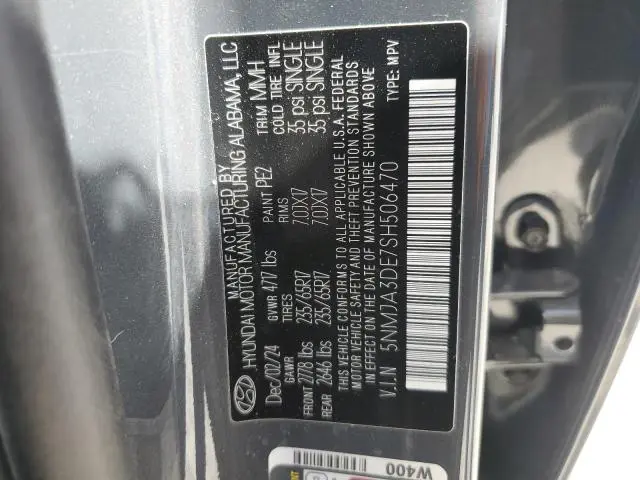 MANUFACTURED BY
HYUNDAI MOTOR MANUFACTURING ALABAMA, LLC
Dec/02/24 PAINT PEZ TRIM MMH
GVWR 4777 lbs
GAWR TIRES RIMS COLD TIRE INFL
FRONT 2778 lbs 235/65R17 7.0JX17 35 psi SINGLE
REAR 2646 lbs 235/65R17 7.0JX17 35 psi SINGLE
THIS VEHICLE CONFORMS TO ALL APPLICABLE U.S.A. FEDERAL
MOTOR VEHICLE SAFETY AND THEFT PREVENTION STANDARDS
IN EFFECT ON THE DATE OF MANUFACTURE SHOWN ABOVE.
V.I.N 5NMJA3DE7SH506470 TYPE: MPV
W400